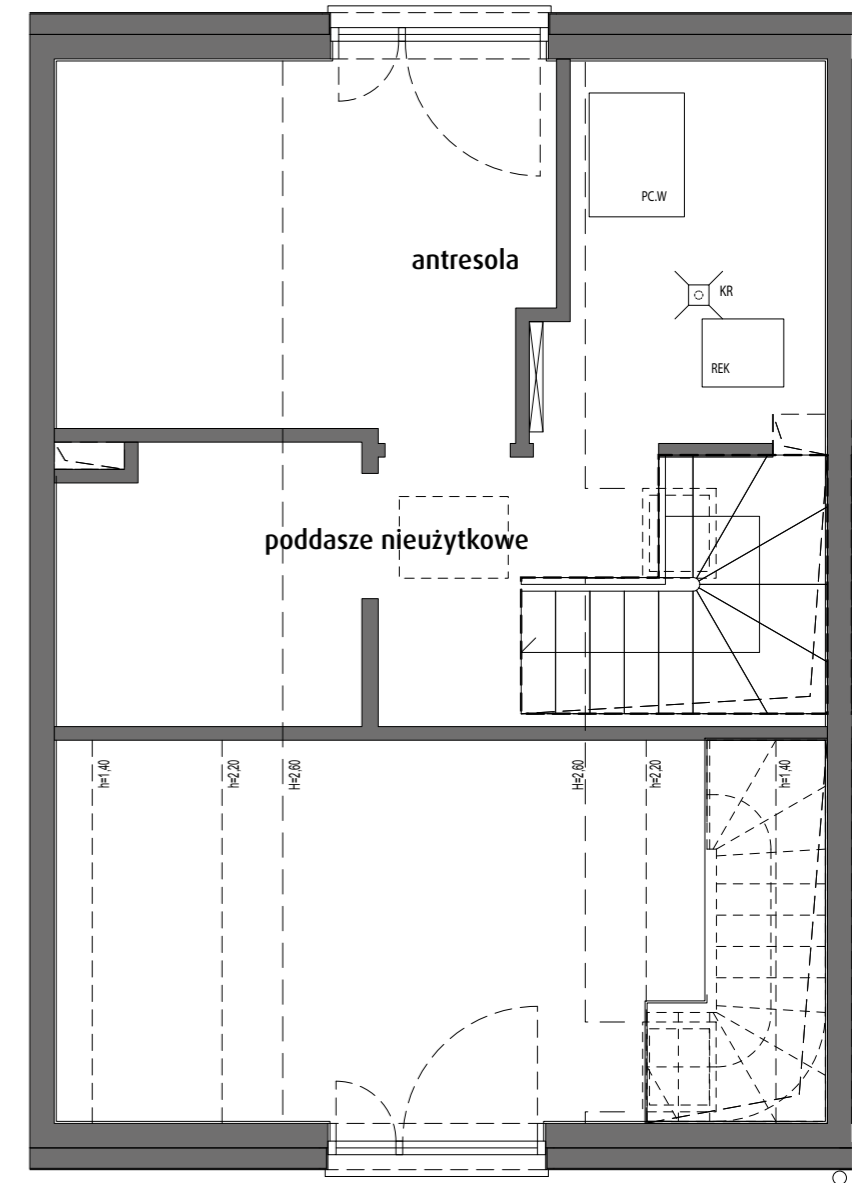 PC.W
antresola
KR
REK
poddasze nieużytkowe
h=1,40
h=2,20
H=2,60
H=2,60
h=2,20
h=1,40